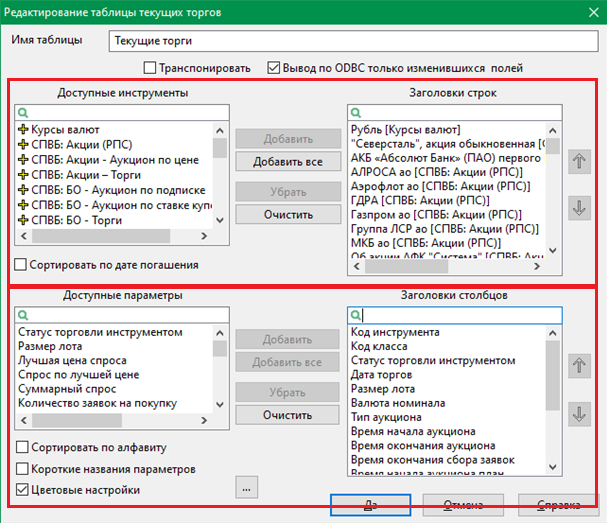 Редактирование таблицы текущих торгов
Имя таблицы Текущие торги
Транспонировать Вывод по ODBC только изменившихся полей
Доступные инструменты
Курсы валют
СПВБ: Акции (РПС)
СПВБ: Акции - Аукцион по цене
СПВБ: Акции – Торги
СПВБ: БО - Аукцион по подписке
СПВБ: БО - Аукцион по ставке купо
СПВБ: БО - Торги
Сортировать по дате погашения
Добавить
Добавить все
Убрать
Очистить
Заголовки строк
Рубль [Курсы валют]
"Северсталь", акция обыкновенная [С
АКБ «Абсолют Банк» (ПАО) первого
АЛРОСА ао [СПВБ: Акции (РПС)]
Аэрофлот ао [СПВБ: Акции (РПС)]
ГДРА [СПВБ: Акции (РПС)]
Газпром ао [СПВБ: Акции (РПС)]
Группа ЛСР ао [СПВБ: Акции (РПС)]
МКБ ао [СПВБ: Акции (РПС)]
Об акции АФК "Система" [СПВБ: Акц
Доступные параметры
Статус торговли инструментом
Размер лота
Лучшая цена спроса
Спрос по лучшей цене
Суммарный спрос
Количество заявок на покупку
Сортировать по алфавиту
Короткие названия параметров
Цветовые настройки ...
Добавить
Добавить все
Убрать
Очистить
Заголовки столбцов
Код инструмента
Код класса
Статус торговли инструментом
Дата торгов
Размер лота
Валюта номинала
Тип аукциона
Время начала аукциона
Время окончания аукциона
Время окончания сбора заявок
Время начала аукциона план
Да Отмена Справка